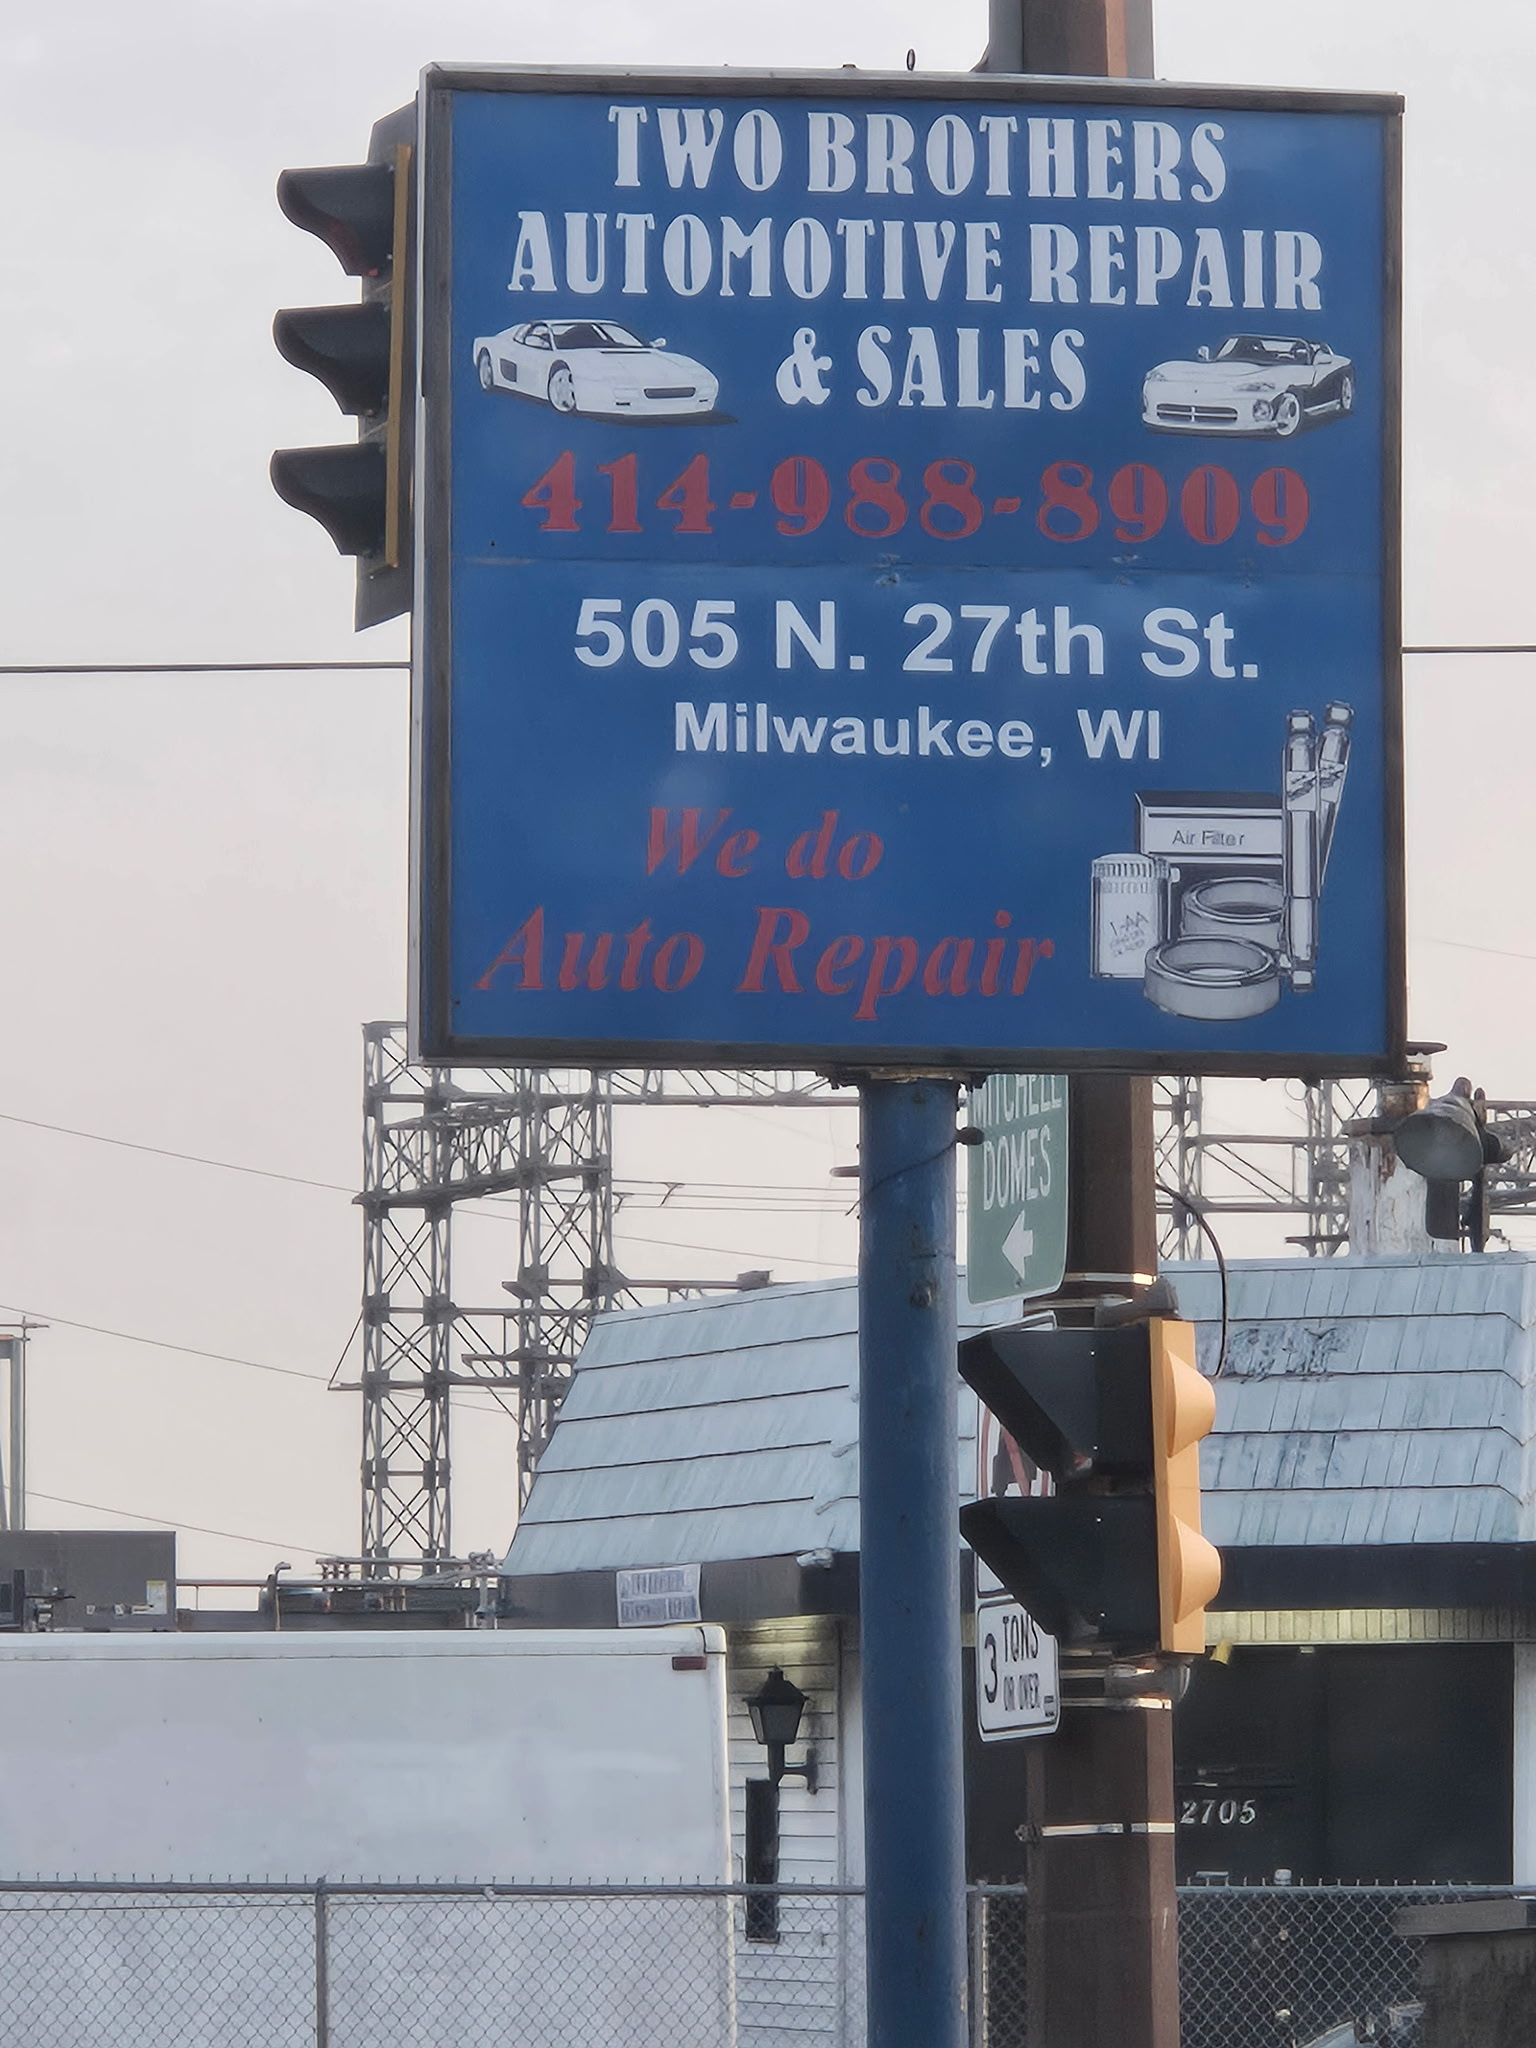 TWO BROTHERS
AUTOMOTIVE REPAIR
& SALES
414-988-8909
505 N. 27th St.
Milwaukee, WI
We do
Auto Repair
Air Filter
MITCHELL
DOMES
3 TONS
OR OVER
2705